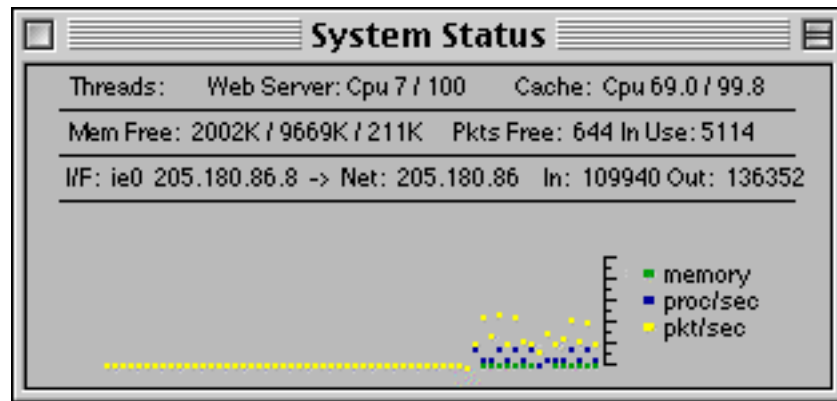 System Status
Threads: Web Server: Cpu 7 / 100 Cache: Cpu 69.0 / 99.8
Mem Free: 2002K / 9669K / 211K Pkts Free: 644 In Use: 5114
I/F: ie0 205.180.86.8 -> Net: 205.180.86 In: 109940 Out: 136352
memory
proc/sec
pkt/sec